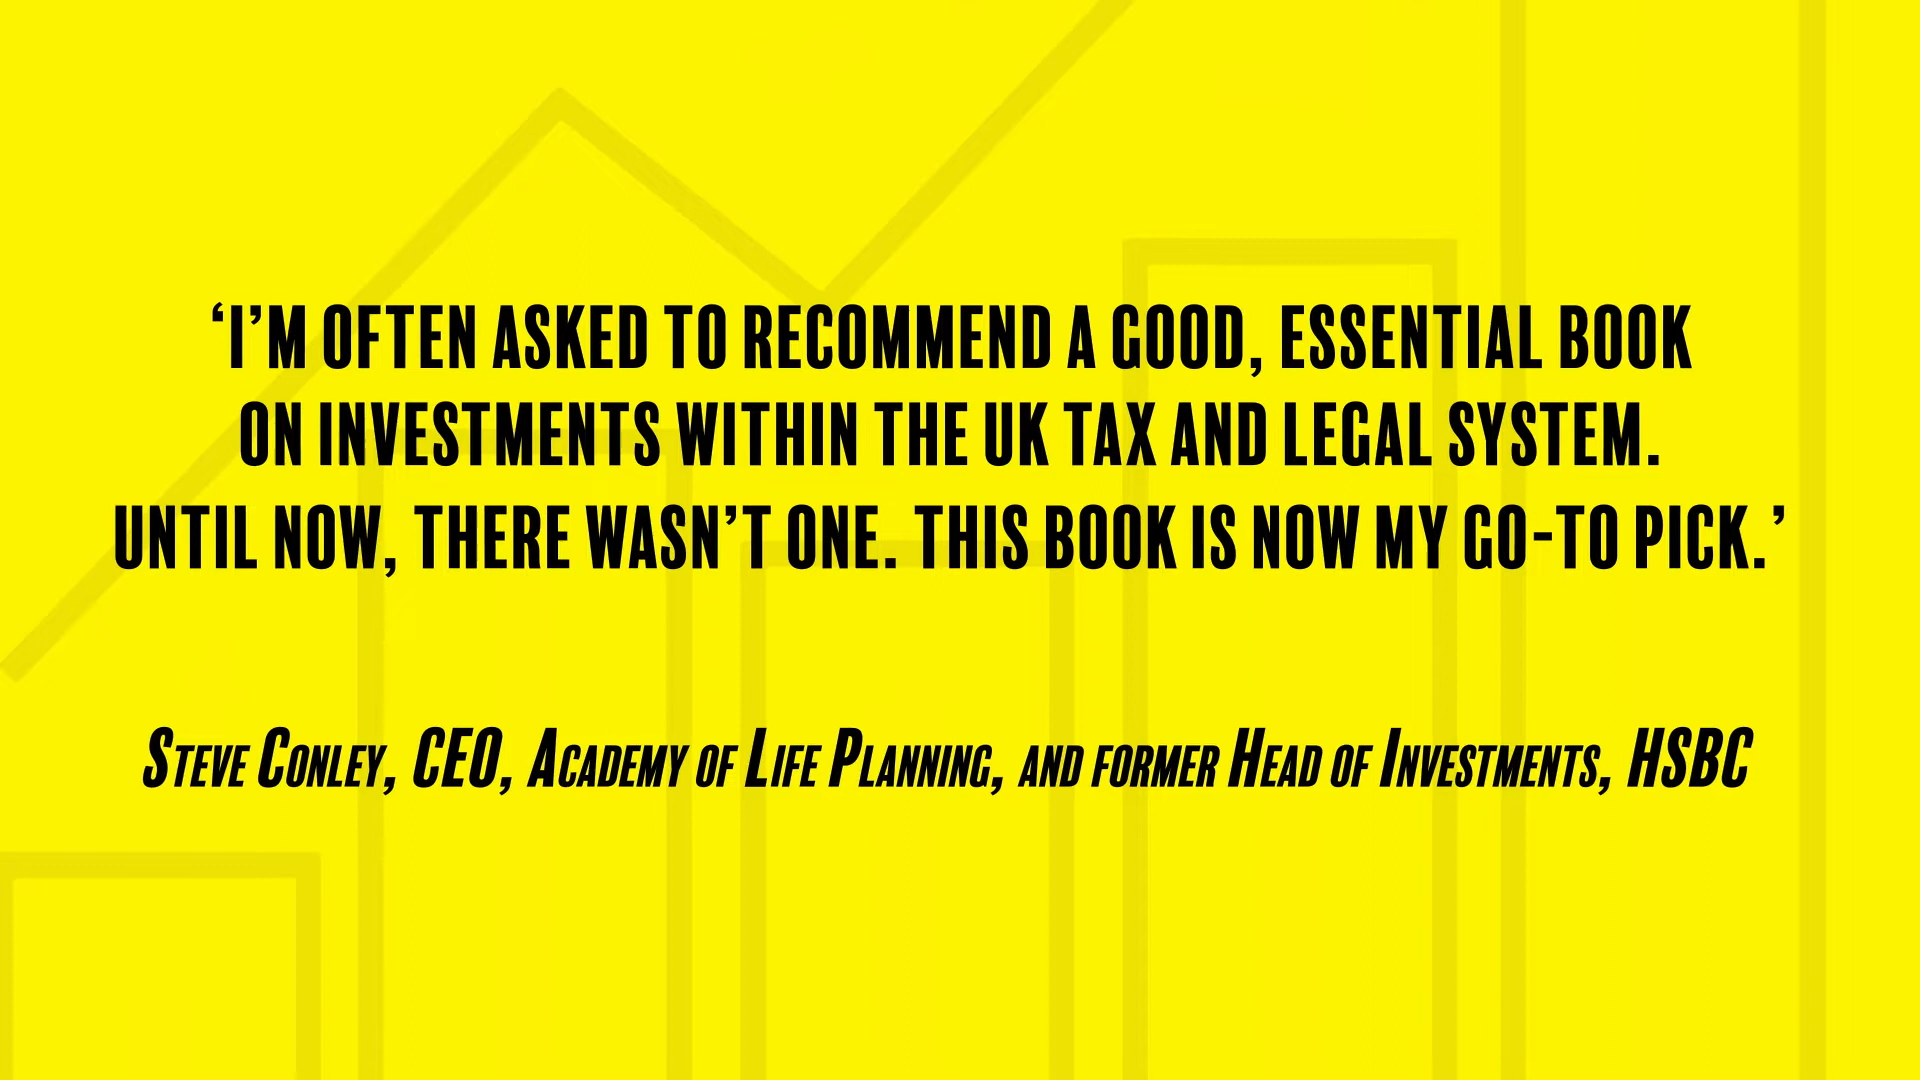 ‘I’M OFTEN ASKED TO RECOMMEND A GOOD, ESSENTIAL BOOK
ON INVESTMENTS WITHIN THE UK TAX AND LEGAL SYSTEM.
UNTIL NOW, THERE WASN’T ONE. THIS BOOK IS NOW MY GO-TO PICK.’
Steve Conley, CEO, Academy of Life Planning, and former Head of Investments, HSBC